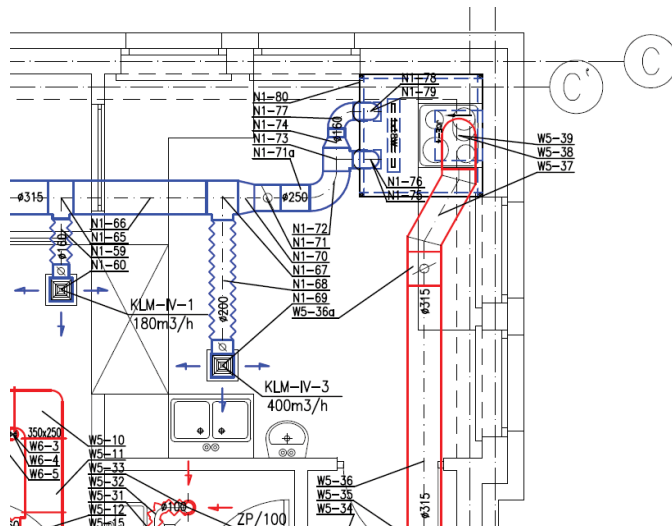 C
C'
N1-78
N1-79
N1-80
N1-77
N1-74
N1-73
N1-71a
ø160
W5-39
W5-38
W5-37
N1-76
N1-75
ø315
ø250
N1-66
N1-65
N1-59
N1-60
ø160
N1-72
N1-71
N1-70
N1-67
N1-68
N1-69
W5-36a
ø200
ø315
KLM-IV-1
180m3/h
KLM-IV-3
400m3/h
350x250
W5-10
W5-11
W6-3
W6-4
W6-5
W5-33
W5-32
W5-31
W5-12
W5-15
ø100
ZP/100
W5-36
W5-35
W5-34
ø315